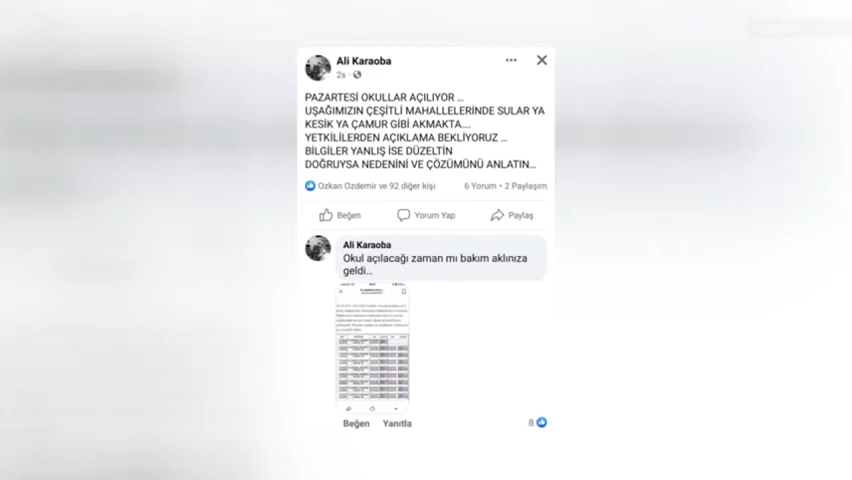 Ali Karaoba
2s
PAZARTESİ OKULLAR AÇILIYOR ...
UŞAĞIMIZIN ÇEŞİTLİ MAHALLELERİNDE SULAR YA
KESİK YA ÇAMUR GİBİ AKMAKTA....
YETKİLİLERDEN AÇIKLAMA BEKLİYORUZ ...
BİLGİLER YANLIŞ İSE DÜZELTİN
DOĞRUYSA NEDENİNİ VE ÇÖZÜMÜNÜ ANLATIN...
Ozkan Ozdemir ve 92 diğer kişi 6 Yorum • 2 Paylaşım
Beğen Yorum Yap Paylaş
Ali Karaoba
Okul açılacağı zaman mı bakım aklınıza
geldi...
Beğen Yanıtla 8